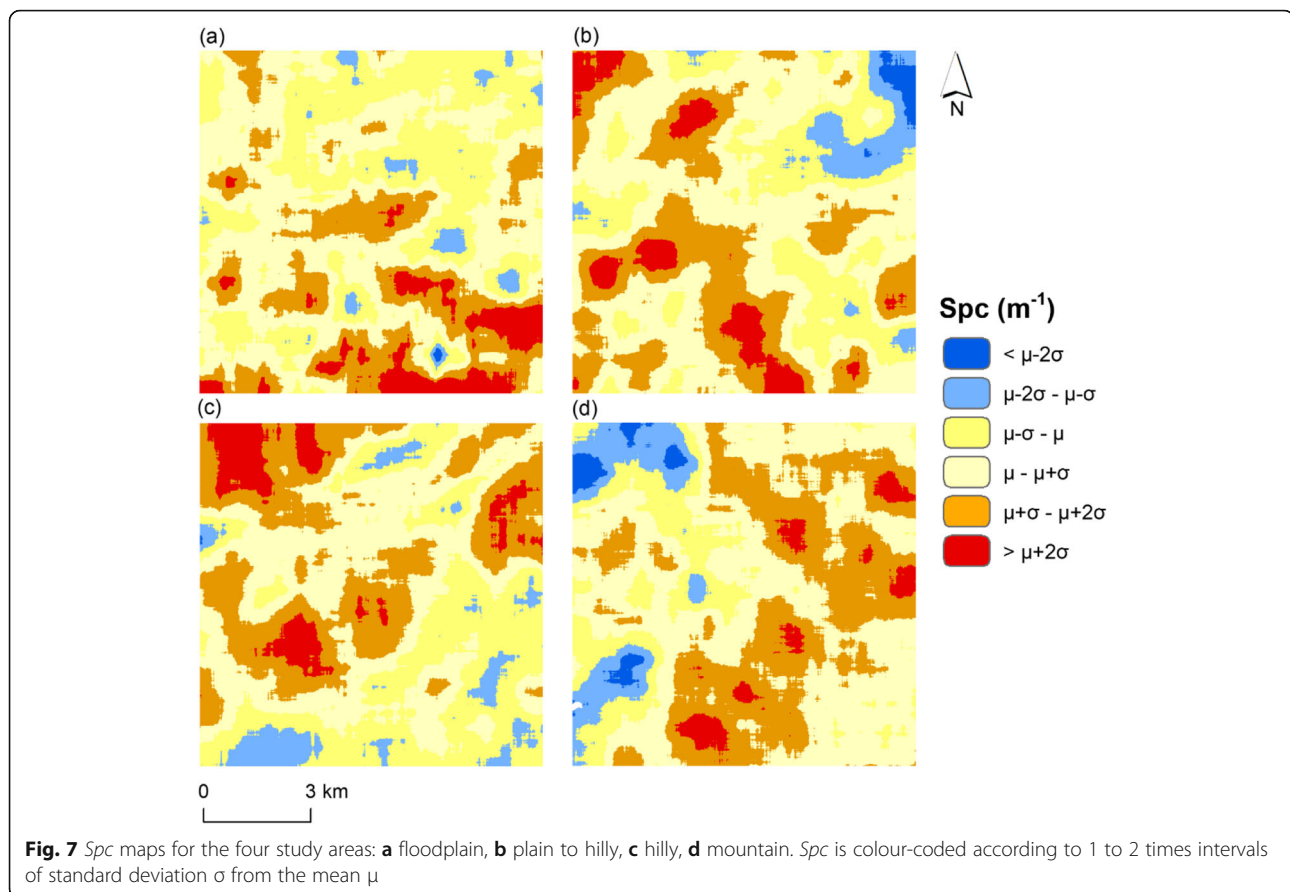 (a)
(b)
N
(c)
(d)
Spc (m⁻¹)
< μ-2σ
μ-2σ - μ-σ
μ-σ - μ
μ - μ+σ
μ+σ - μ+2σ
> μ+2σ
0 3 km
Fig. 7 Spc maps for the four study areas: a floodplain, b plain to hilly, c hilly, d mountain. Spc is colour-coded according to 1 to 2 times intervals
of standard deviation σ from the mean μ